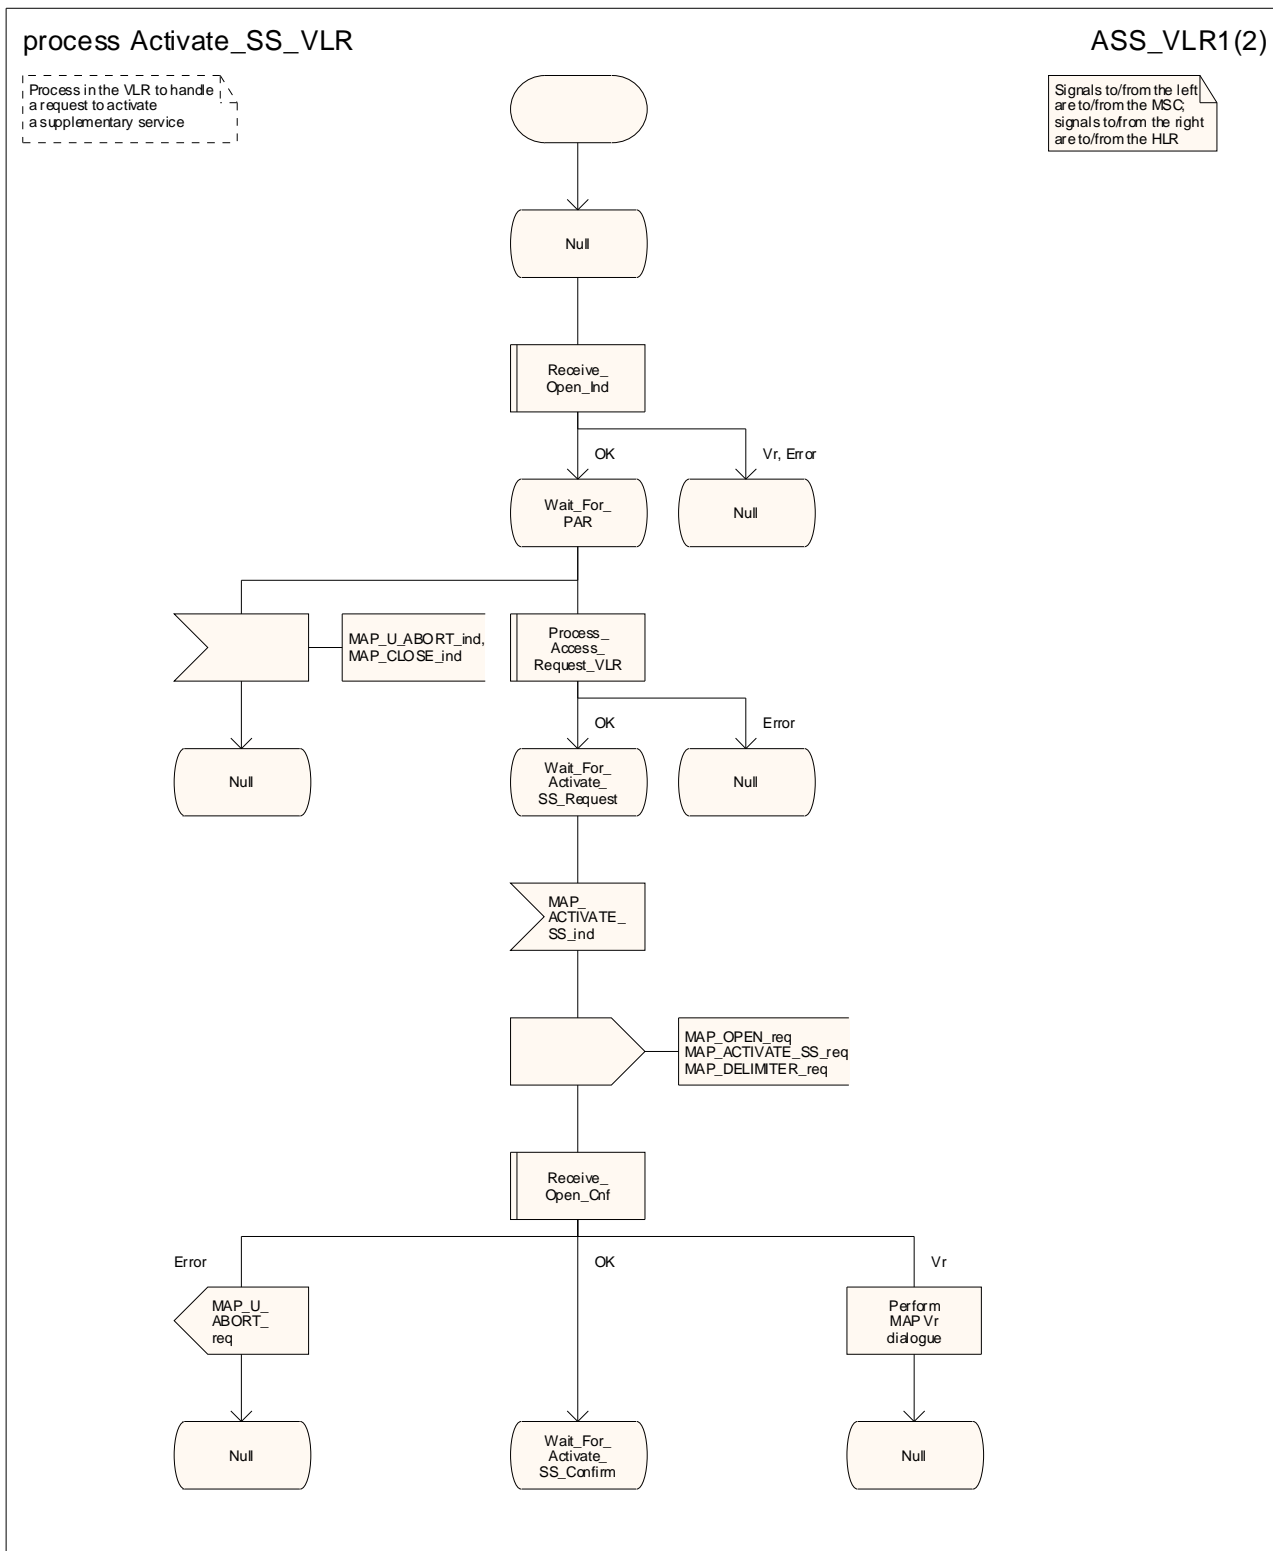 process Activate_SS_VLR
ASS_VLR1(2)
Process in the VLR to handle
a request to activate
a supplementary service
Signals to/from the left
are to/from the MSC;
signals to/from the right
are to/from the HLR
Null
Receive_
Open_Ind
OK
Vr, Error
Wait_For_
PAR
Null
MAP_U_ABORT_ind,
MAP_CLOSE_ind
Process_
Access_
Request_VLR
OK
Error
Null
Wait_For_
Activate_
SS_Request
Null
MAP_
ACTIVATE_
SS_ind
MAP_OPEN_req
MAP_ACTIVATE_SS_req
MAP_DELIMITER_req
Receive_
Open_Cnf
Error
OK
Vr
MAP_U_
ABORT_
req
Perform
MAP Vr
dialogue
Null
Wait_For_
Activate_
SS_Confirm
Null